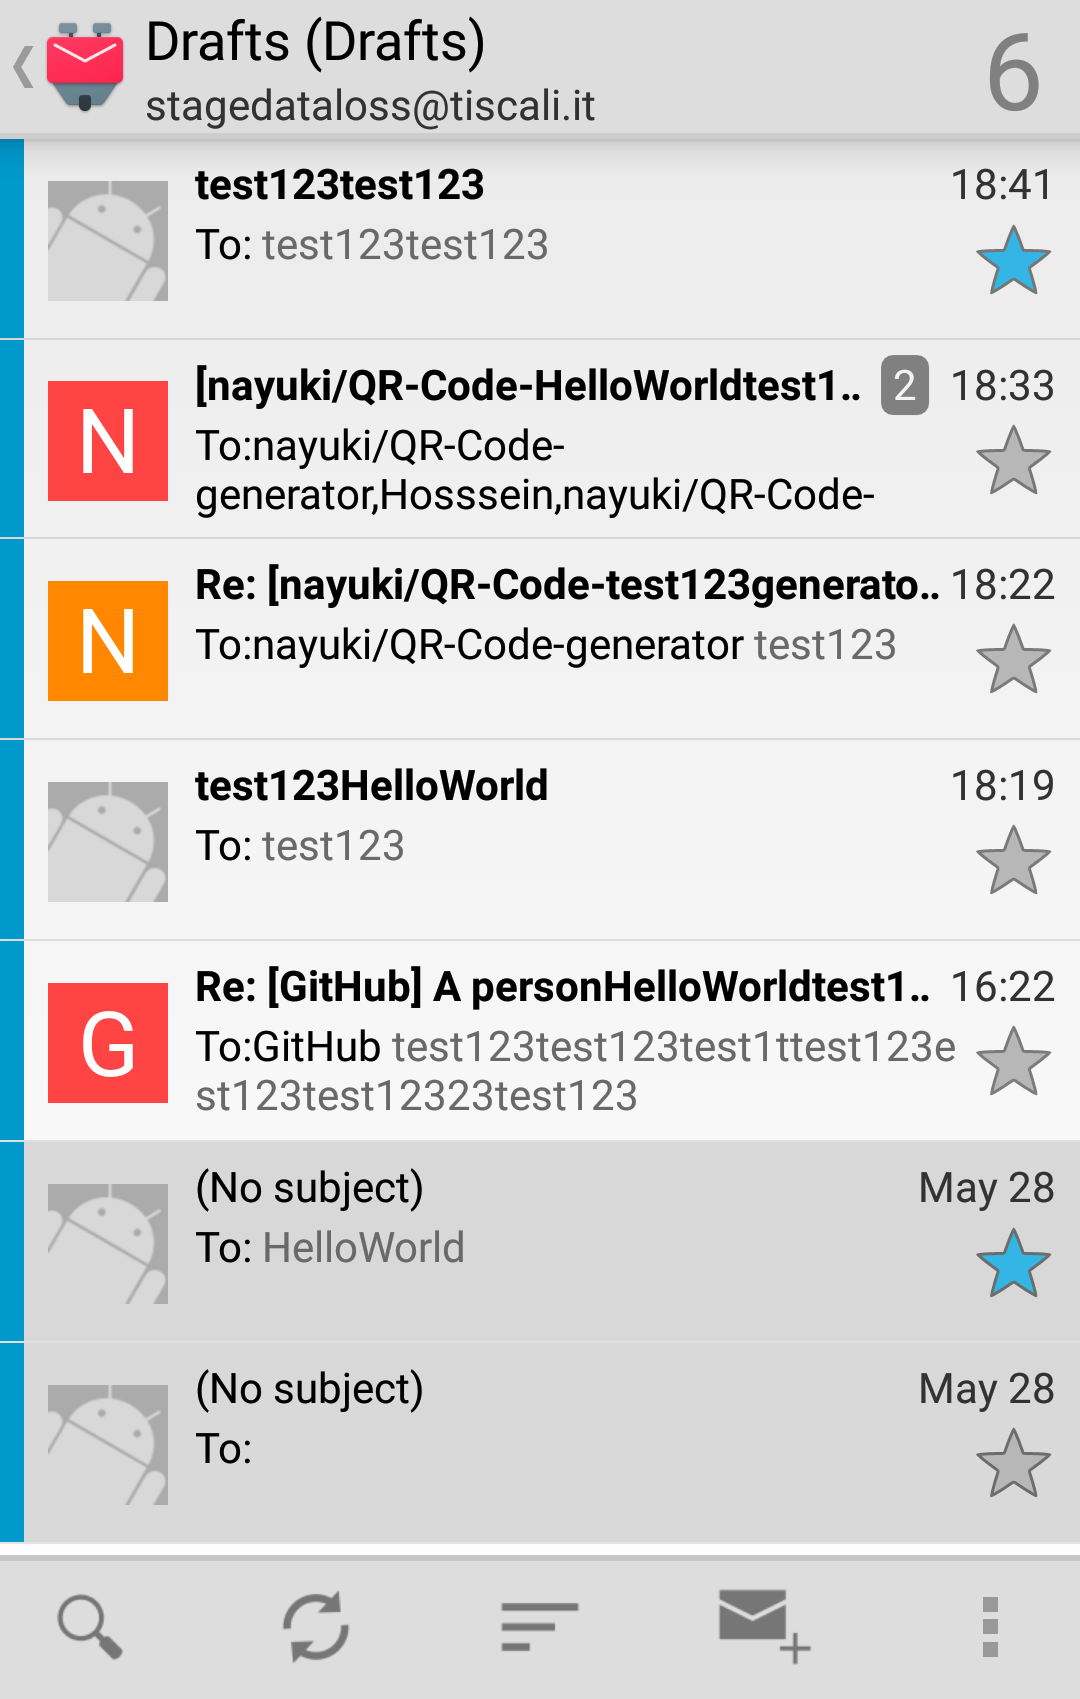 Drafts (Drafts)
6
stagedataloss@tiscali.it
test123test123
18:41
To: test123test123
[nayuki/QR-Code-HelloWorldtest1..
2
18:33
N
To:nayuki/QR-Code-
generator,Hosssein,nayuki/QR-Code-
Re: [nayuki/QR-Code-test123generato..
18:22
N
To:nayuki/QR-Code-generator test123
test123HelloWorld
18:19
To: test123
Re: [GitHub] A personHelloWorldtest1..
16:22
G
To:GitHub test123test123test1ttest123e
st123test12323test123
(No subject)
May 28
To: HelloWorld
(No subject)
May 28
To: